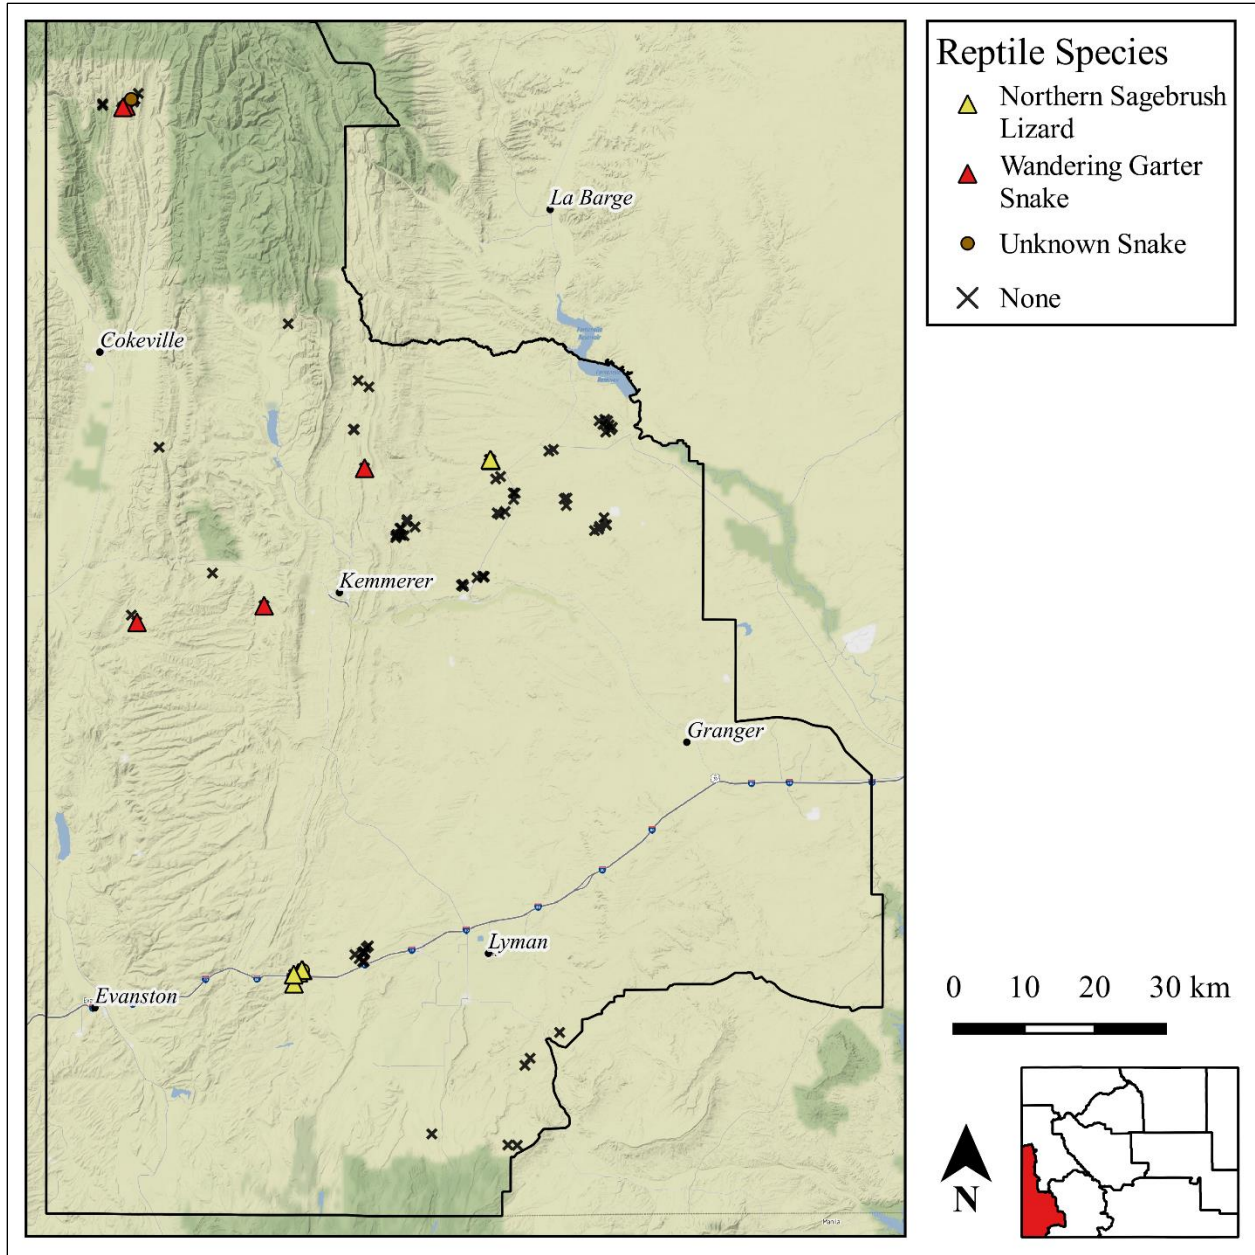 Reptile Species
Northern Sagebrush
Lizard
Wandering Garter
Snake
Unknown Snake
None
La Barge
Cokeville
Kemmerer
Granger
Lyman
Evanston
Manila
0 10 20 30 km
N